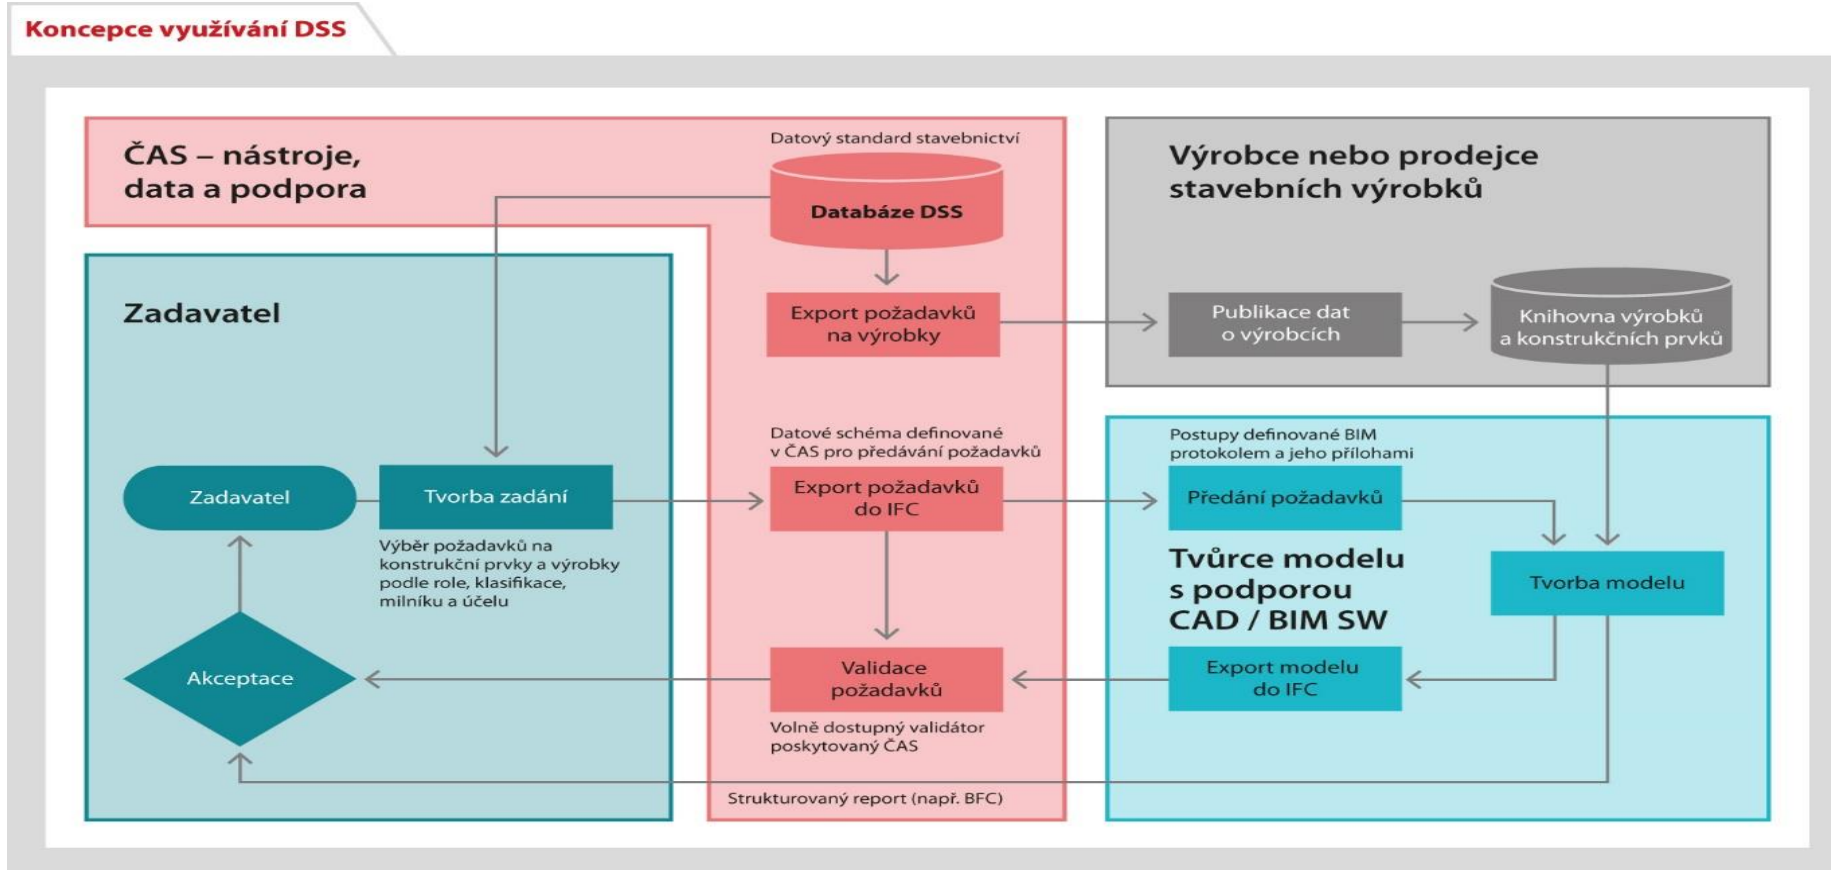 Koncepce využívání DSS
ČAS – nástroje,
data a podpora
Datový standard stavebnictví
Databáze DSS
Export požadavků
na výrobky
Výrobce nebo prodejce
stavebních výrobků
Publikace dat
o výrobcích
Knihovna výrobků
a konstrukčních prvků
Zadavatel
Zadavatel
Tvorba zadání
Výběr požadavků na
konstrukční prvky a výrobky
podle role, klasifikace,
milníku a účelu
Akceptace
Datové schéma definované
v ČAS pro předávání požadavků
Export požadavků
do IFC
Validace
požadavků
Volně dostupný validátor
poskytovaný ČAS
Strukturovaný report (např. BFC)
Postupy definované BIM
protokolem a jeho přílohami
Předání požadavků
Tvůrce modelu
s podporou
CAD / BIM SW
Tvorba modelu
Export modelu
do IFC